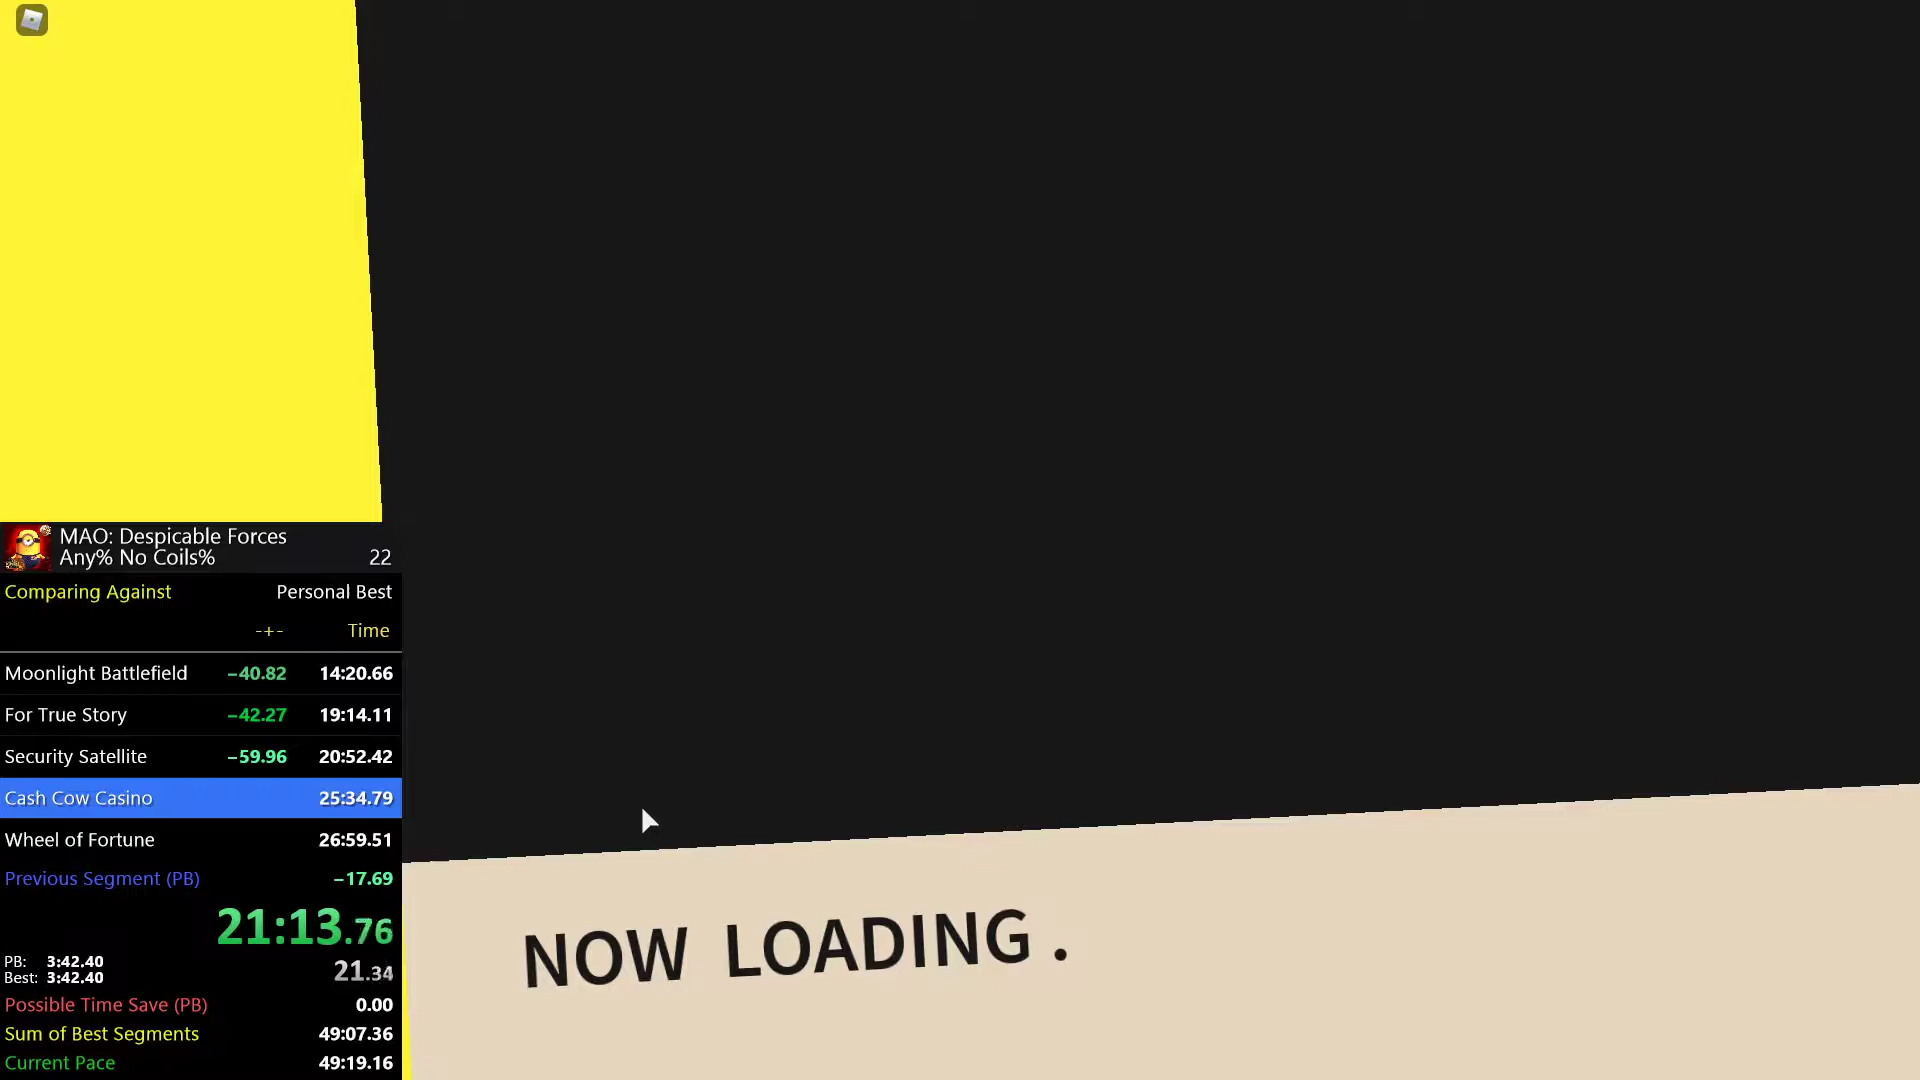 MAO: Despicable Forces
Any% No Coils% 22
Comparing Against Personal Best
-+- Time
Moonlight Battlefield −40.82 14:20.66
For True Story −42.27 19:14.11
Security Satellite −59.96 20:52.42
Cash Cow Casino 25:34.79
Wheel of Fortune 26:59.51
Previous Segment (PB) −17.69
21:13.76
PB: 3:42.40
Best: 3:42.40
21.34
Possible Time Save (PB) 0.00
Sum of Best Segments 49:07.36
Current Pace 49:19.16
NOW LOADING .